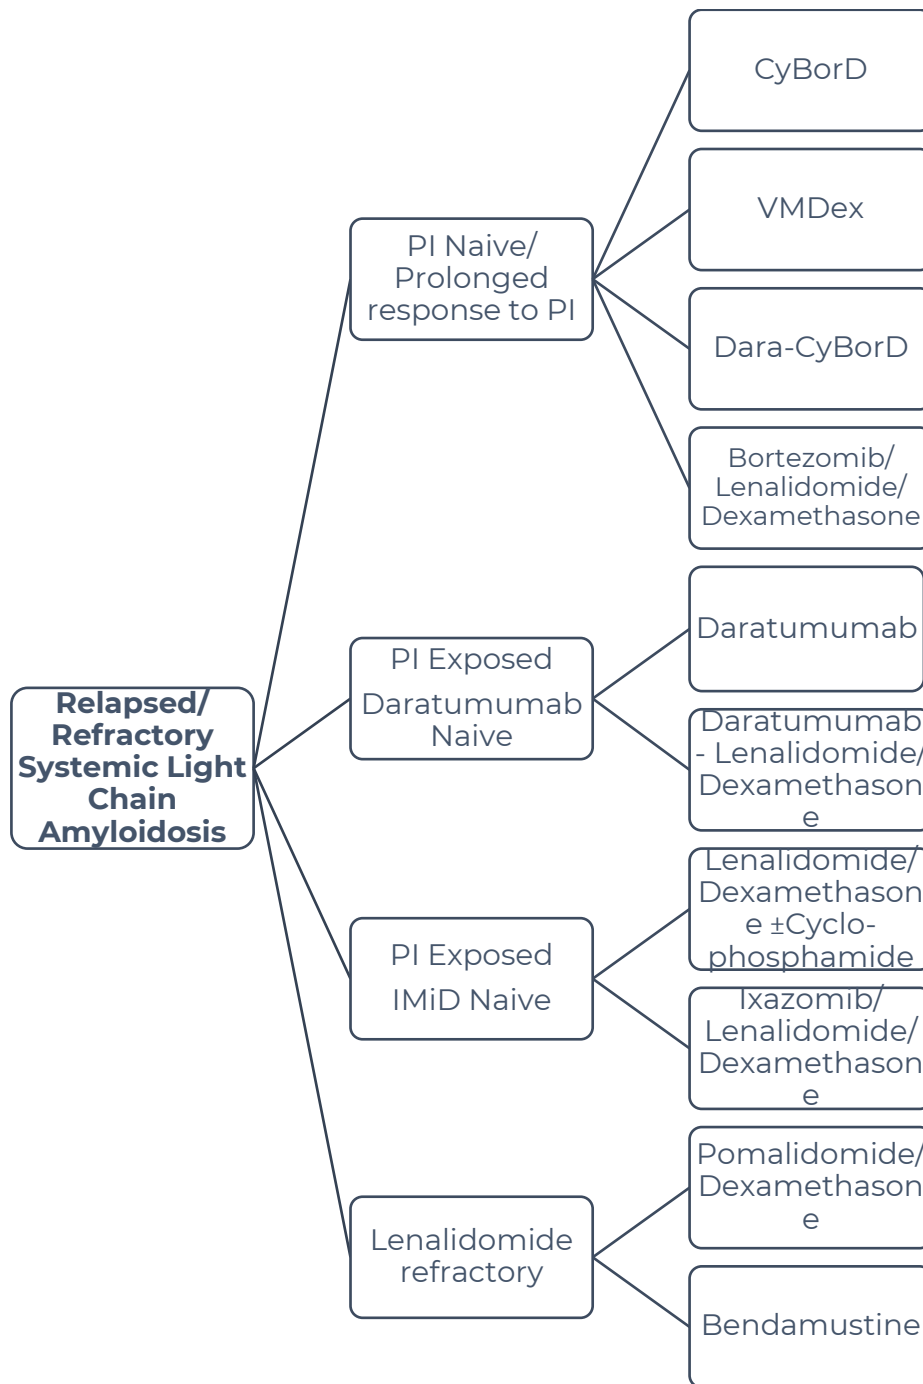 CyBorD
VMDex
PI Naive/
Prolonged
response to PI
Dara-CyBorD
Bortezomib/
Lenalidomide/
Dexamethasone
Daratumumab
PI Exposed
Daratumumab
Naive
Relapsed/
Refractory
Systemic Light
Chain
Amyloidosis
Daratumumab
- Lenalidomide/
Dexamethason
e
Lenalidomide/
Dexamethason
e ±Cyclo-
phosphamide
PI Exposed
IMiD Naive
Ixazomib/
Lenalidomide/
Dexamethason
e
Pomalidomide/
Dexamethason
e
Lenalidomide
refractory
Bendamustine